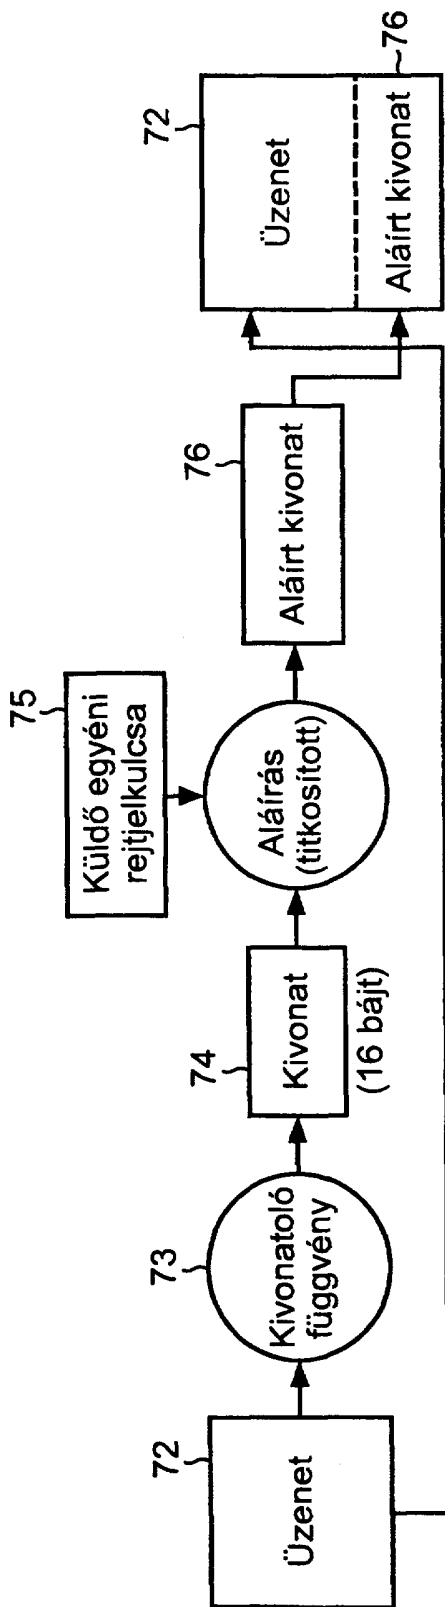 72
Üzenet
73
Kivonatoló
függvény
74
Kivonat
(16 bájt)
75
Küldő egyéni
rejtjelkulcsa
Aláírás
(titkosított)
76
Aláírt kivonat
72
Üzenet
76
Aláírt kivonat